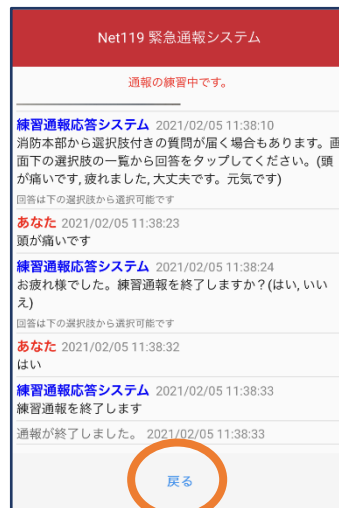 Net119 緊急通報システム
通報の練習中です。
練習通報応答システム 2021/02/05 11:38:10
消防本部から選択肢付きの質問が届く場合もあります。画
面下の選択肢の一覧から回答をタップしてください。(頭
が痛いです, 疲れました, 大丈夫です。元気です)
回答は下の選択肢から選択可能です
あなた 2021/02/05 11:38:23
頭が痛いです
練習通報応答システム 2021/02/05 11:38:24
お疲れ様でした。練習通報を終了しますか？(はい, いい
え)
回答は下の選択肢から選択可能です
あなた 2021/02/05 11:38:32
はい
練習通報応答システム 2021/02/05 11:38:33
練習通報を終了します
通報が終了しました。 2021/02/05 11:38:33
戻る